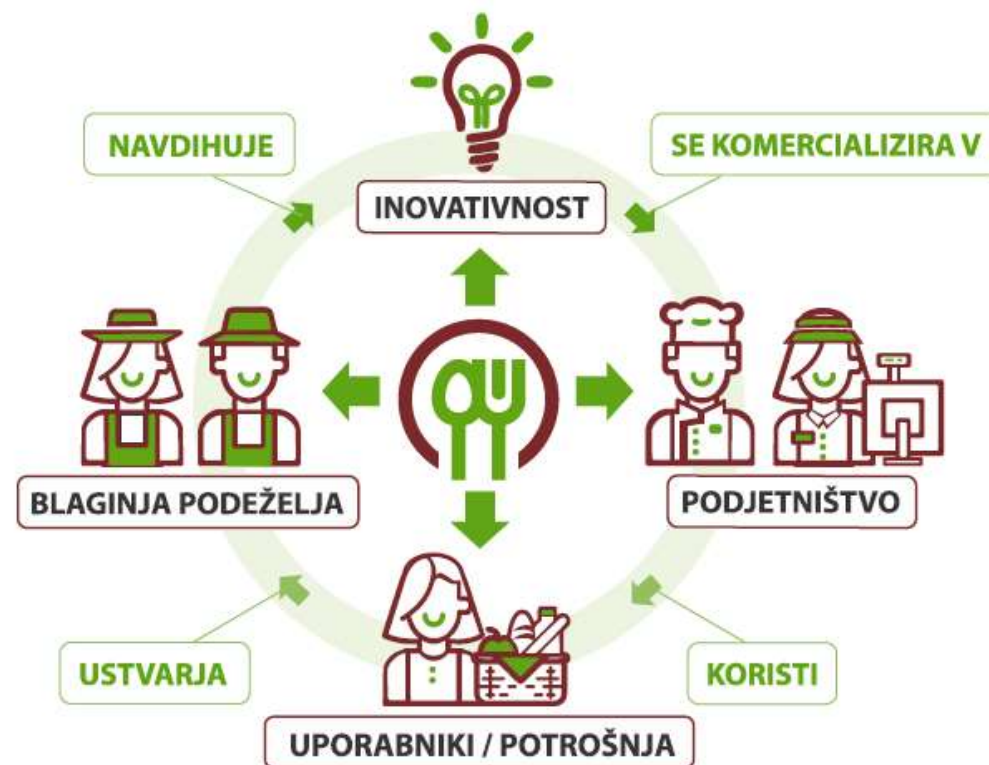 NAVDIHUJE
SE KOMERCIALIZIRA V
INOVATIVNOST
BLAGINJA PODEŽELJA
PODJETNIŠTVO
USTVARJA
KORISTI
UPORABNIKI / POTROŠNJA